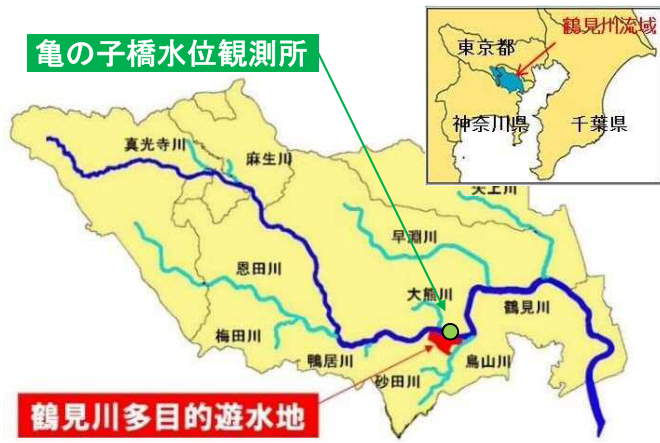 亀の子橋水位観測所
鶴見川流域
東京都
神奈川県
千葉県
真光寺川
麻生川
矢上川
早淵川
恩田川
大熊川
鶴見川
梅田川
鴨居川
鳥山川
砂田川
鶴見川多目的遊水地